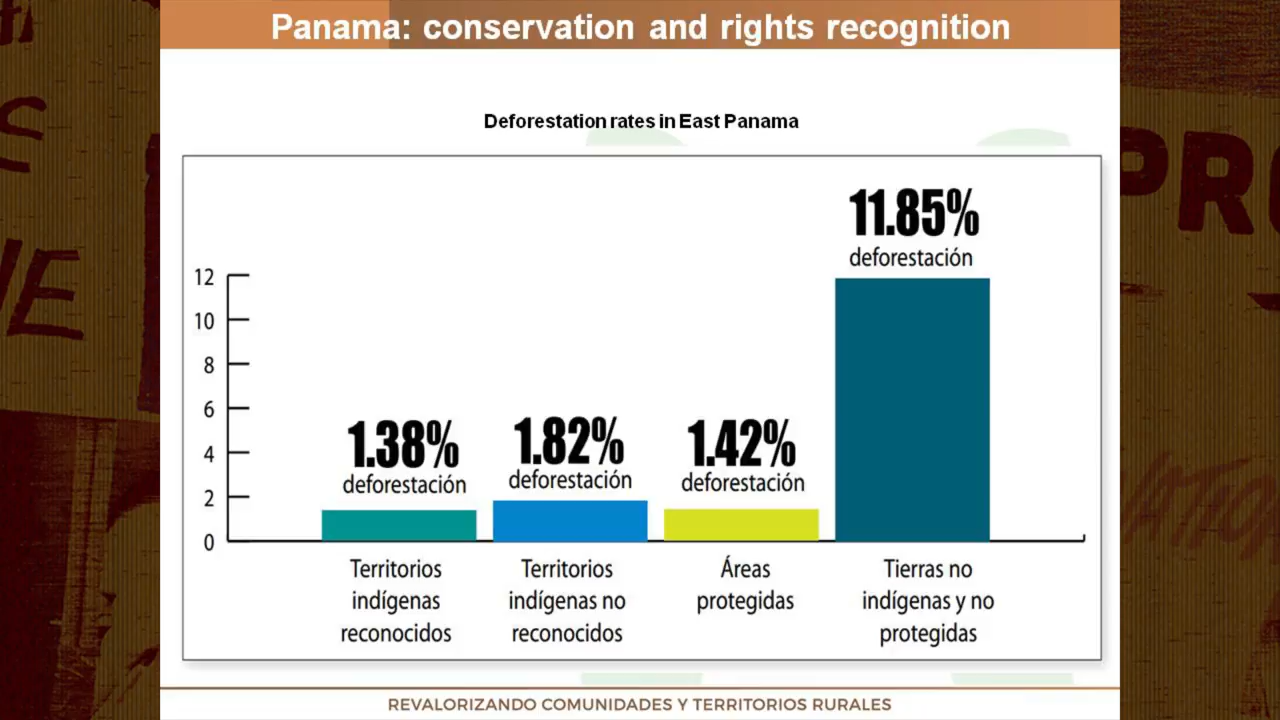 Panama: conservation and rights recognition
Deforestation rates in East Panama
11.85%
deforestación
12
10
8
6
4
2
0
1.38%
deforestación
1.82%
deforestación
1.42%
deforestación
Territorios
indígenas
reconocidos
Territorios
indígenas no
reconocidos
Áreas
protegidas
Tierras no
indígenas y no
protegidas
REVALORIZANDO COMUNIDADES Y TERRITORIOS RURALES